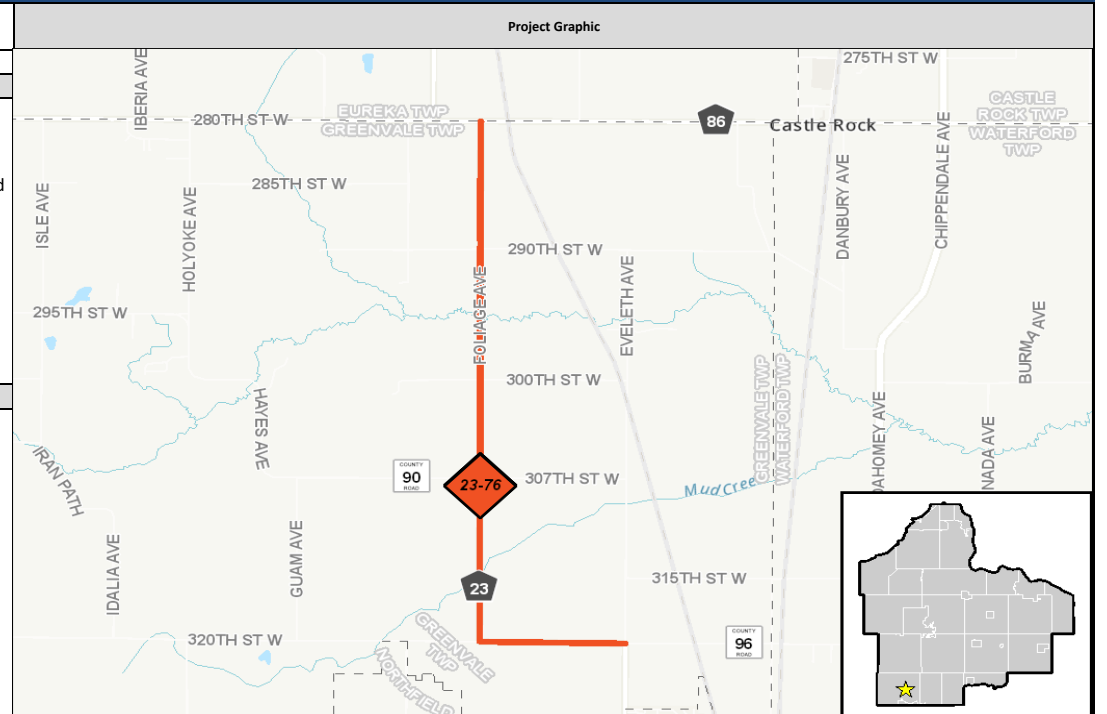 Project Graphic
IBERIA AVE
275TH ST W
280TH ST W
EUREKA TWP
GREENVALE TWP
86
Castle Rock
CASTLE
ROCK TWP
WATERFORD
TWP
d
ISLE AVE
HOLYOKE AVE
285TH ST W
290TH ST W
DANBURY AVE
CHIPPENDALE AVE
295TH ST W
FOLIAGE AVE
EVELETH AVE
BURMA AVE
300TH ST W
GREENVALE TWP
WATERFORD TWP
HAYES AVE
IRAN PATH
COUNTY
90
ROAD
23-76
307TH ST W
Mud Cree
DAHOMEY AVE
NADA AVE
IDALIA AVE
GUAM AVE
23
315TH ST W
320TH ST W
GREENVALE
TWP
NORTHFIELD
COUNTY
96
ROAD